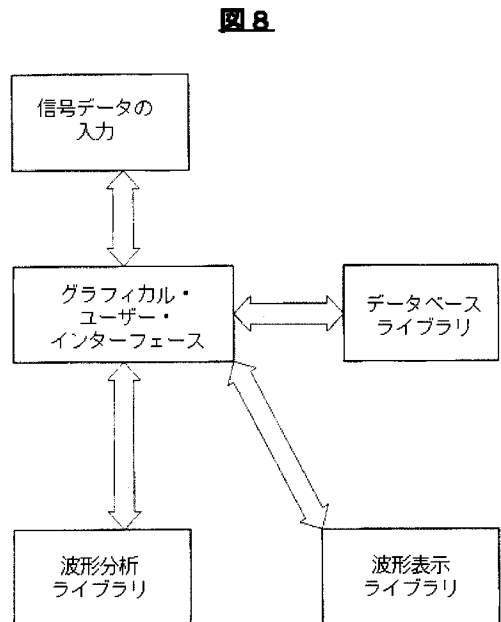 図8
信号データの
入力
グラフィカル・
ユーザー・
インターフェース
データベース
ライブラリ
波形分析
ライブラリ
波形表示
ライブラリ